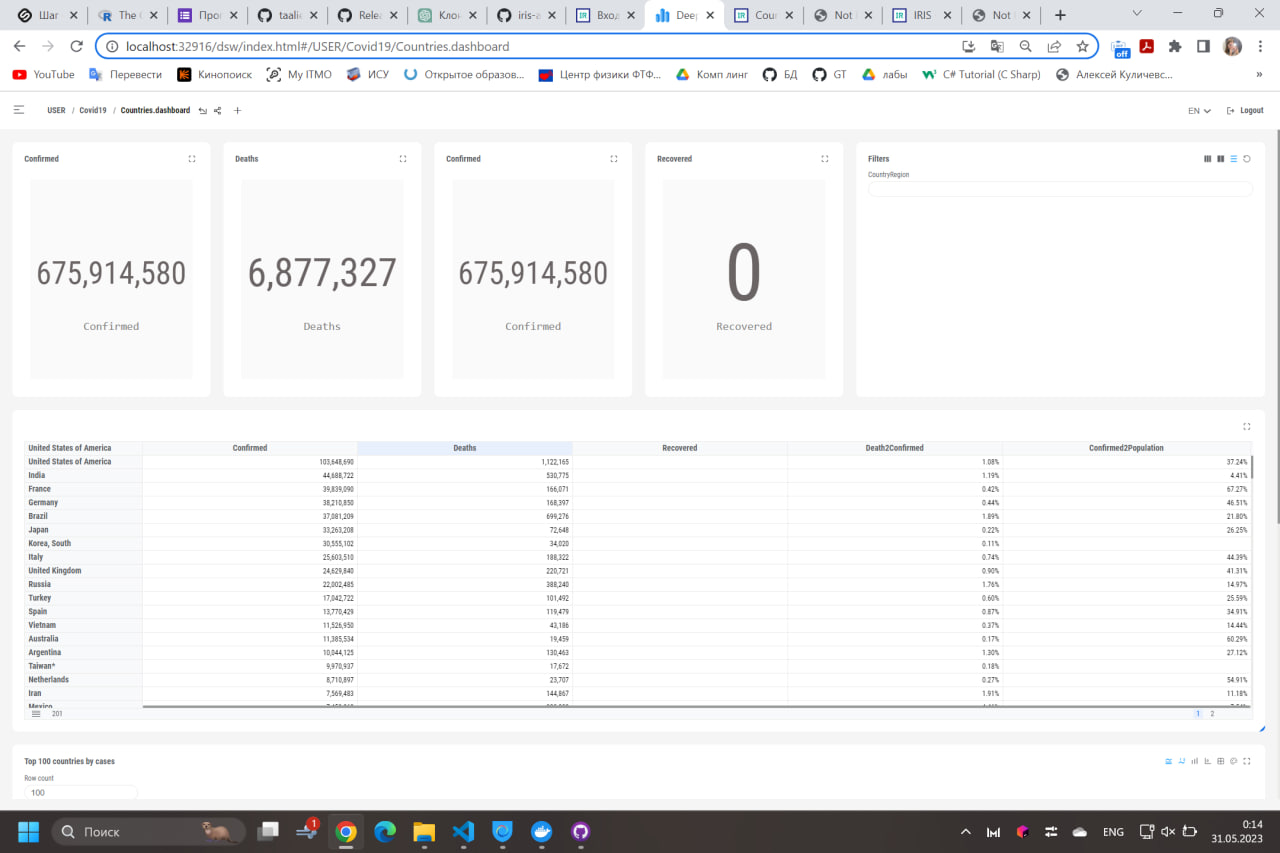 Шаг
The C
Прог
taalie
Relea
Клон
iris-a
Вход
Deep
Coun
Not
IRIS
Not
localhost:32916/dsw/index.html#/USER/Covid19/Countries.dashboard
off
YouTube
Перевести
Кинопоиск
My ITMO
ИСУ
Открытое образов...
Центр физики ФТФ...
Комп линг
БД
GT
лабы
C# Tutorial (C Sharp)
Алексей Куличевс...
»
USER / Covid19 / Countries.dashboard
EN
Logout
Confirmed
675,914,580
Confirmed
Deaths
6,877,327
Deaths
Confirmed
675,914,580
Confirmed
Recovered
0
Recovered
Filters
CountryRegion
United States of America Confirmed Deaths Recovered Death2Confirmed Confirmed2Population
United States of America 103,648,690 1,122,165 1.08% 37.24%
India 44,688,722 530,775 1.19% 4.41%
France 39,839,090 166,071 0.42% 67.27%
Germany 38,210,850 168,397 0.44% 46.51%
Brazil 37,081,209 699,276 1.89% 21.80%
Japan 33,263,208 72,648 0.22% 26.25%
Korea, South 30,555,102 34,020 0.11%
Italy 25,603,510 188,322 0.74% 44.39%
United Kingdom 24,629,840 220,721 0.90% 41.31%
Russia 22,002,485 388,240 1.76% 14.97%
Turkey 17,042,722 101,492 0.60% 25.59%
Spain 13,770,429 119,479 0.87% 34.91%
Vietnam 11,526,950 43,186 0.37% 14.44%
Australia 11,385,534 19,459 0.17% 60.29%
Argentina 10,044,125 130,463 1.30% 27.12%
Taiwan* 9,970,937 17,672 0.18%
Netherlands 8,710,897 23,707 0.27% 54.91%
Iran 7,569,483 144,867 1.91% 11.18%
Mexico
201
1 2
Top 100 countries by cases
Row count
100
Поиск
1
ENG
0:14
31.05.2023